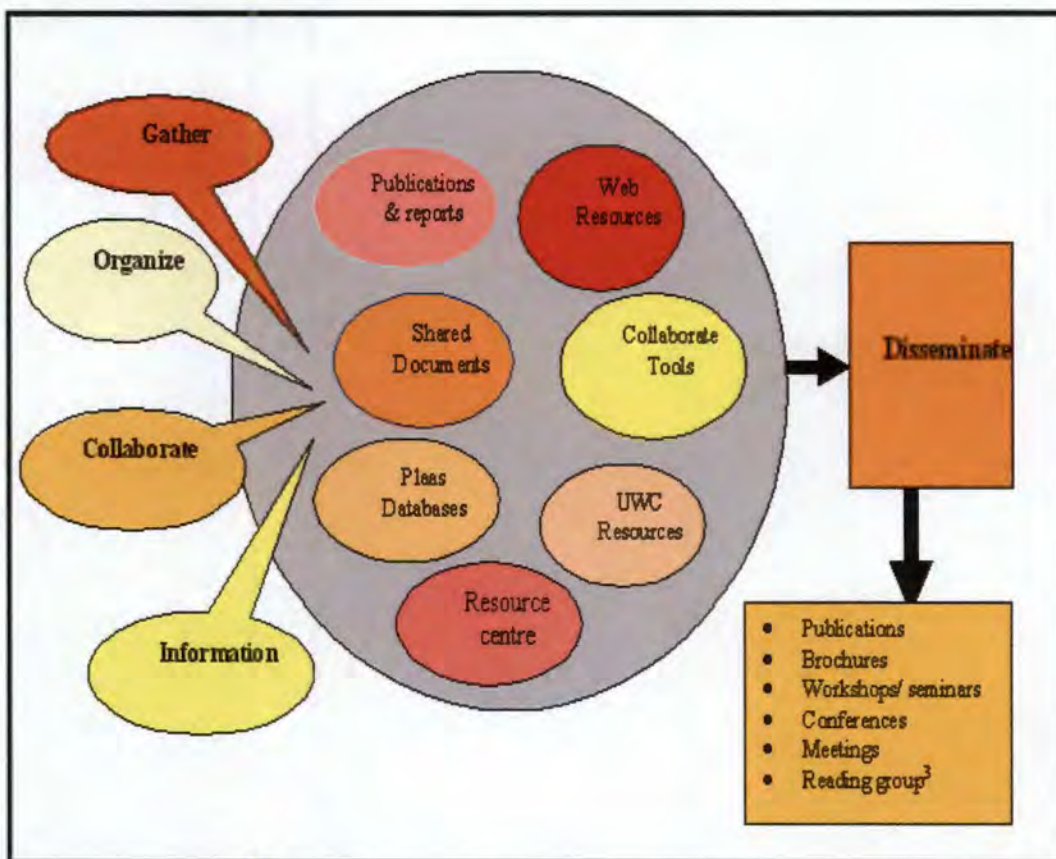 Gather
Organize
Collaborate
Information
Publications
& reports
Web
Resources
Shared
Documents
Collaborate
Tools
Plaas
Databases
UWC
Resources
Resource
centre
Disseminate
• Publications
• Brochures
• Workshops/ seminars
• Conferences
• Meetings
• Reading group³